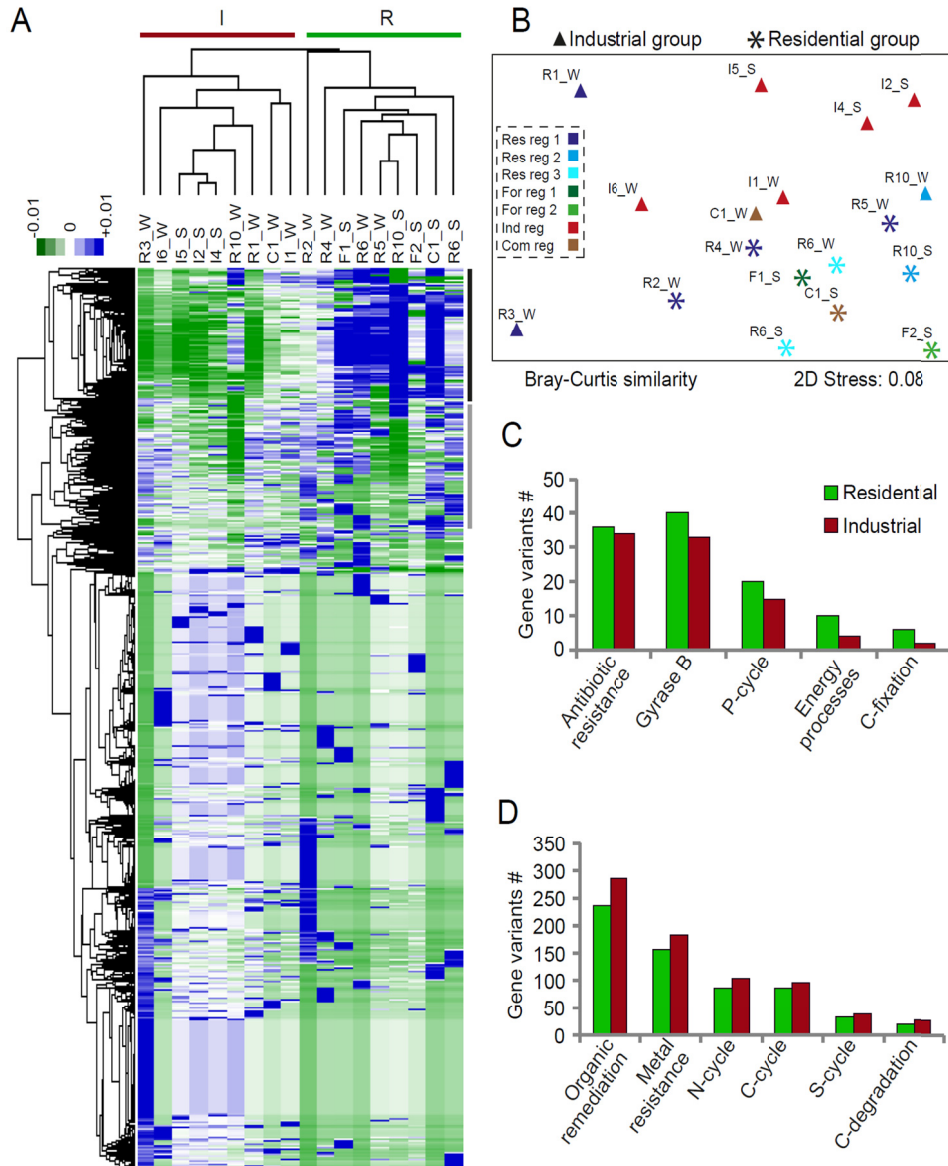 A
I R
-0.01
0
+0.01
R3_W
I6_W
I5_S
I2_S
I4_S
R10_W
R1_W
C1_W
I1_W
R2_W
R4_W
F1_S
R6_W
R5_W
R10_S
F2_S
C1_S
R6_S
B
Industrial group Residential group
R1_W
I5_S
I2_S
I4_S
Res reg 1
Res reg 2
Res reg 3
For reg 1
For reg 2
Ind reg
Com reg
I6_W
I1_W
R10_W
C1_W
R5_W
R4_W
R6_W
R10_S
F1_S
R2_W
C1_S
R3_W
R6_S
F2_S
Bray-Curtis similarity 2D Stress: 0.08
C
Gene variants #
50
40
30
20
10
0
Residential
Industrial
Antibiotic
resistance
Gyrase B
P-cycle
Energy
processes
C-fixation
D
Gene variants #
350
300
250
200
150
100
50
0
Organic
remediation
Metal
resistance
N-cycle
C-cycle
S-cycle
C-degradation